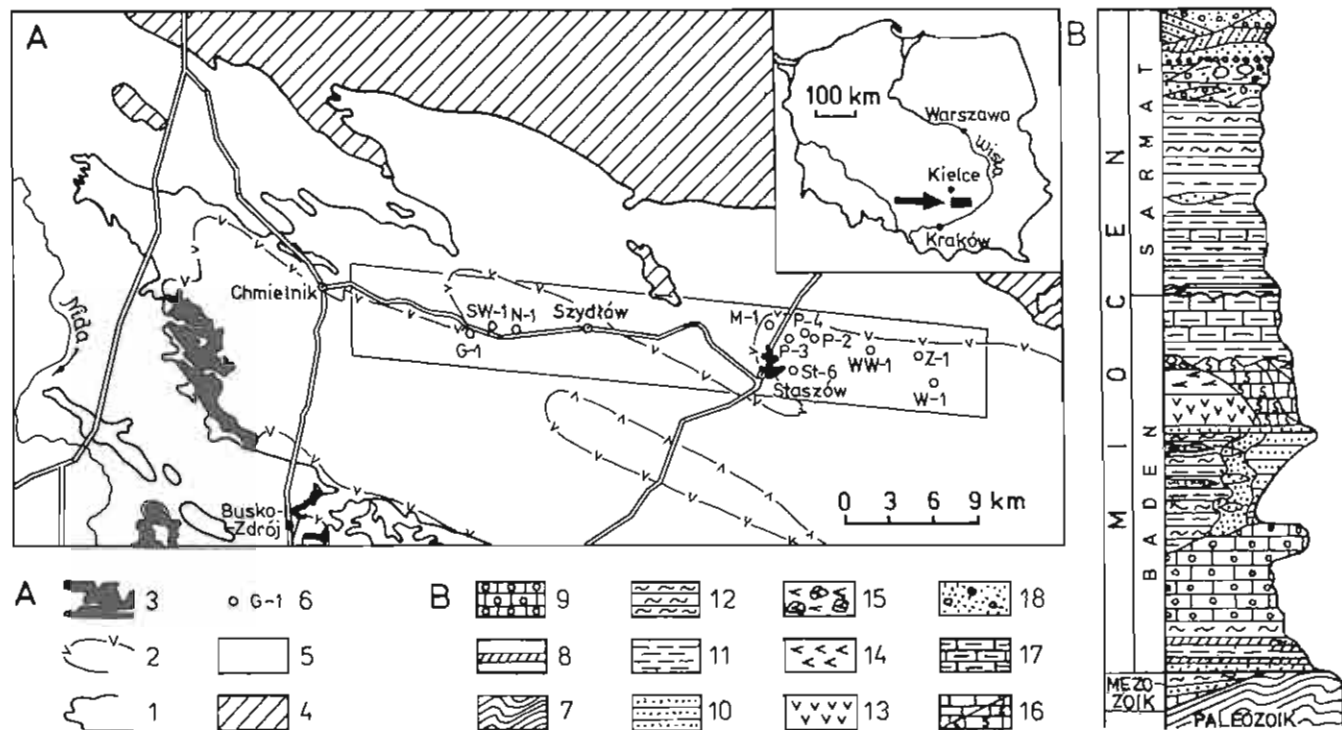 A
B
100 km
Warszawa
Wisła
Kielce
Kraków
Nida
Chmielnik
SW-1
N-1
G-1
Szydłów
M-1
P-4
P-3
P-2
WW-1
Z-1
St-6
Staszów
W-1
Busko-
Zdrój
0 3 6 9 km
MIOCEN
SARMAT
BADEN
MEZO
ZOIK
PALEOZOIK
A
3
G-1 6
2
5
1
4
B
9
12
15
18
8
11
14
17
7
10
13
16